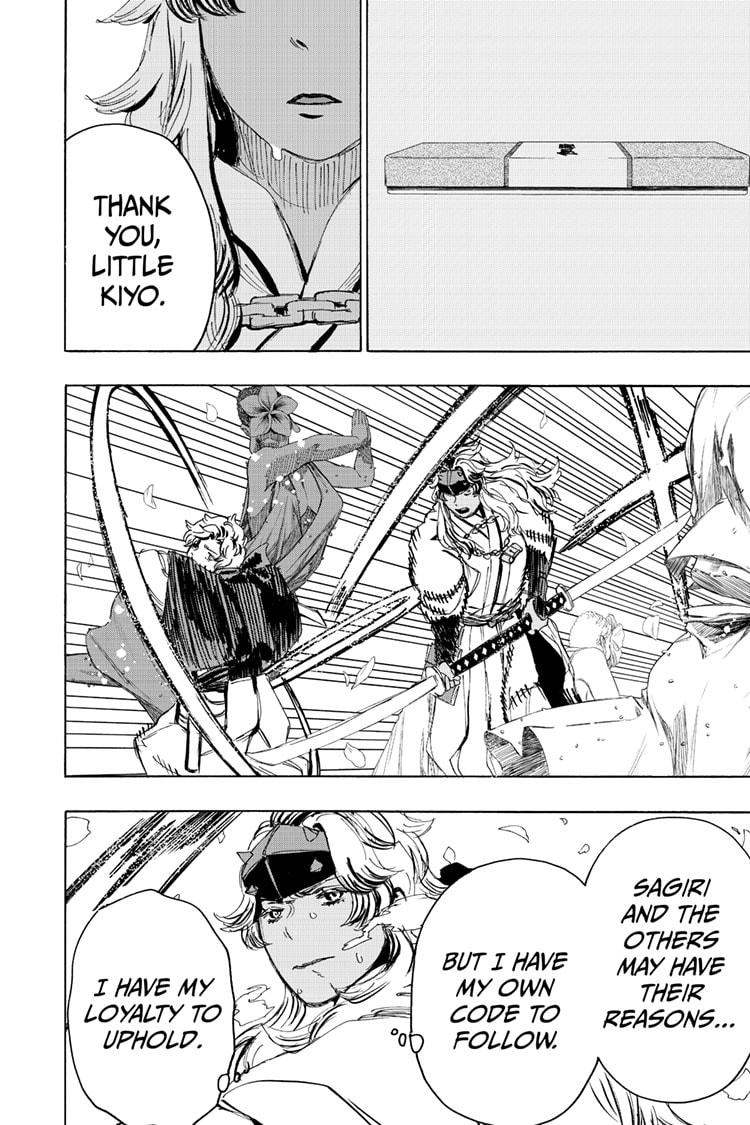 THANK
YOU,
LITTLE
KIYO.
SAGIRI
AND THE
OTHERS
MAY HAVE
THEIR
REASONS...
BUT I HAVE
MY OWN
CODE TO
FOLLOW.
I HAVE MY
LOYALTY TO
UPHOLD.